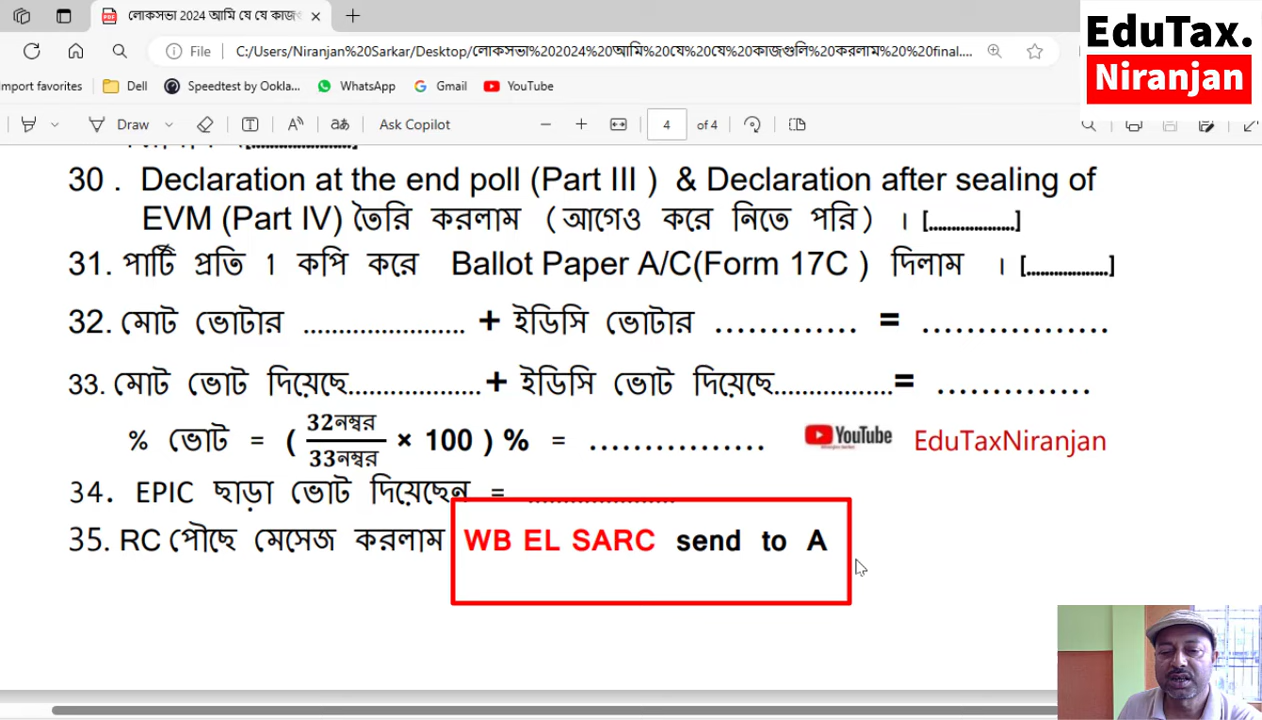 লোকসভা 2024 আমি যে যে কাজগু
EduTax.
Niranjan
File
C:/Users/Niranjan%20Sarkar/Desktop/লোকসভা%202024%20আমি%20যে%20যে%20কাজগুলি%20করলাম%20%20final....
import favorites
Dell
Speedtest by Ookla...
WhatsApp
Gmail
YouTube
Draw
Ask Copilot
4
of 4
30 . Declaration at the end poll (Part III ) & Declaration after sealing of
EVM (Part IV) তৈরি করলাম (আগেও করে নিতে পরি) । [...................]
31. পার্টি প্রতি 1 কপি করে Ballot Paper A/C(Form 17C ) দিলাম । [..................]
32. মোট ভোটার ....................... + ইডিসি ভোটার ............. = .................
33. মোট ভোট দিয়েছে................... + ইডিসি ভোট দিয়েছে.................= ..............
% ভোট = ( 32নম্বর / 33নম্বর × 100 ) % = ................
YouTube EduTaxNiranjan
34. EPIC ছাড়া ভোট দিয়েছেন = .....................
35. RC পৌছে মেসেজ করলাম WB EL SARC send to A